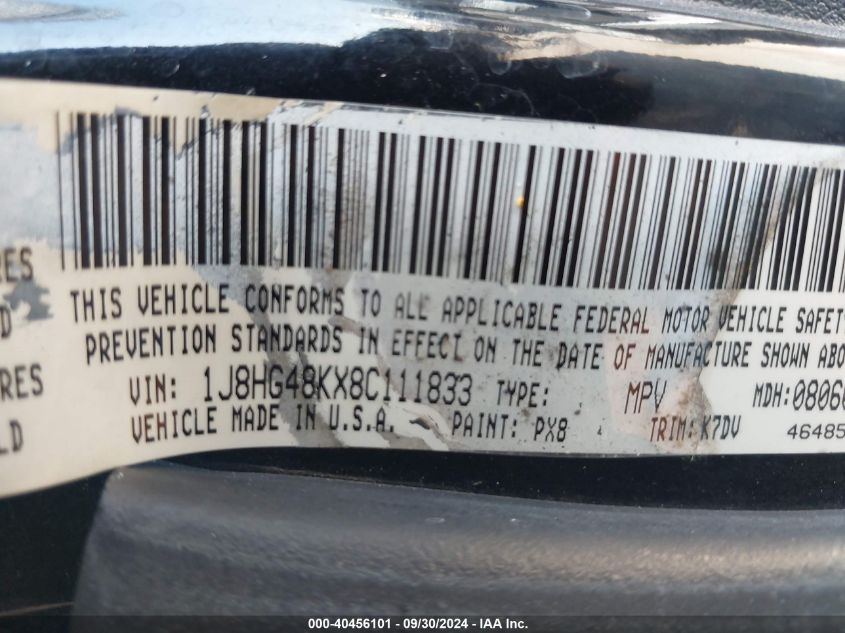 RES
THIS VEHICLE CONFORMS TO ALL APPLICABLE FEDERAL MOTOR VEHICLE SAFETY
D
PREVENTION STANDARDS IN EFFECT ON THE DATE OF MANUFACTURE SHOWN ABO
RES
VIN: 1J8HG48KX8C111833 TYPE: MPV MDH:0806
LD
VEHICLE MADE IN U.S.A. - PAINT: PX8 TRIM:K7DV 46485
000-40456101 - 09/30/2024 - IAA Inc.